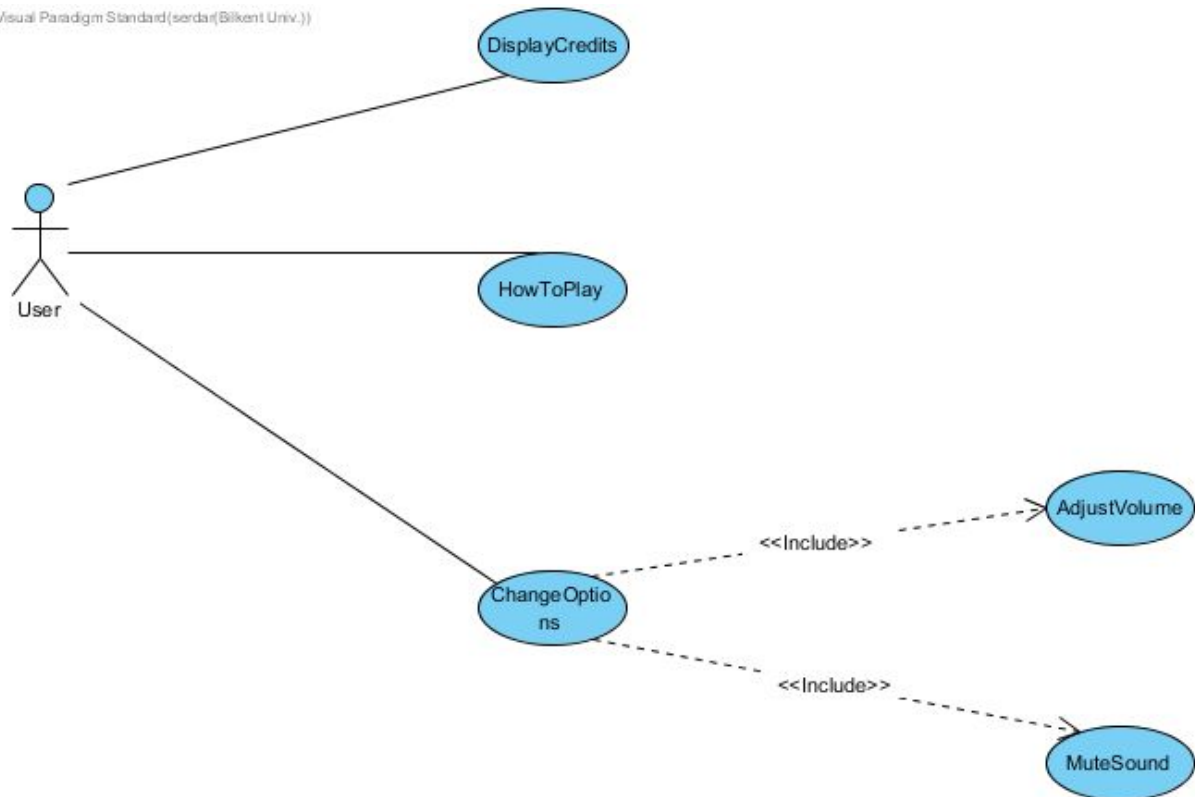 Visual Paradigm Standard(serdar(Bilkent Univ.))
DisplayCredits
HowToPlay
User
AdjustVolume
<<Include>>
ChangeOptio
ns
<<Include>>
MuteSound